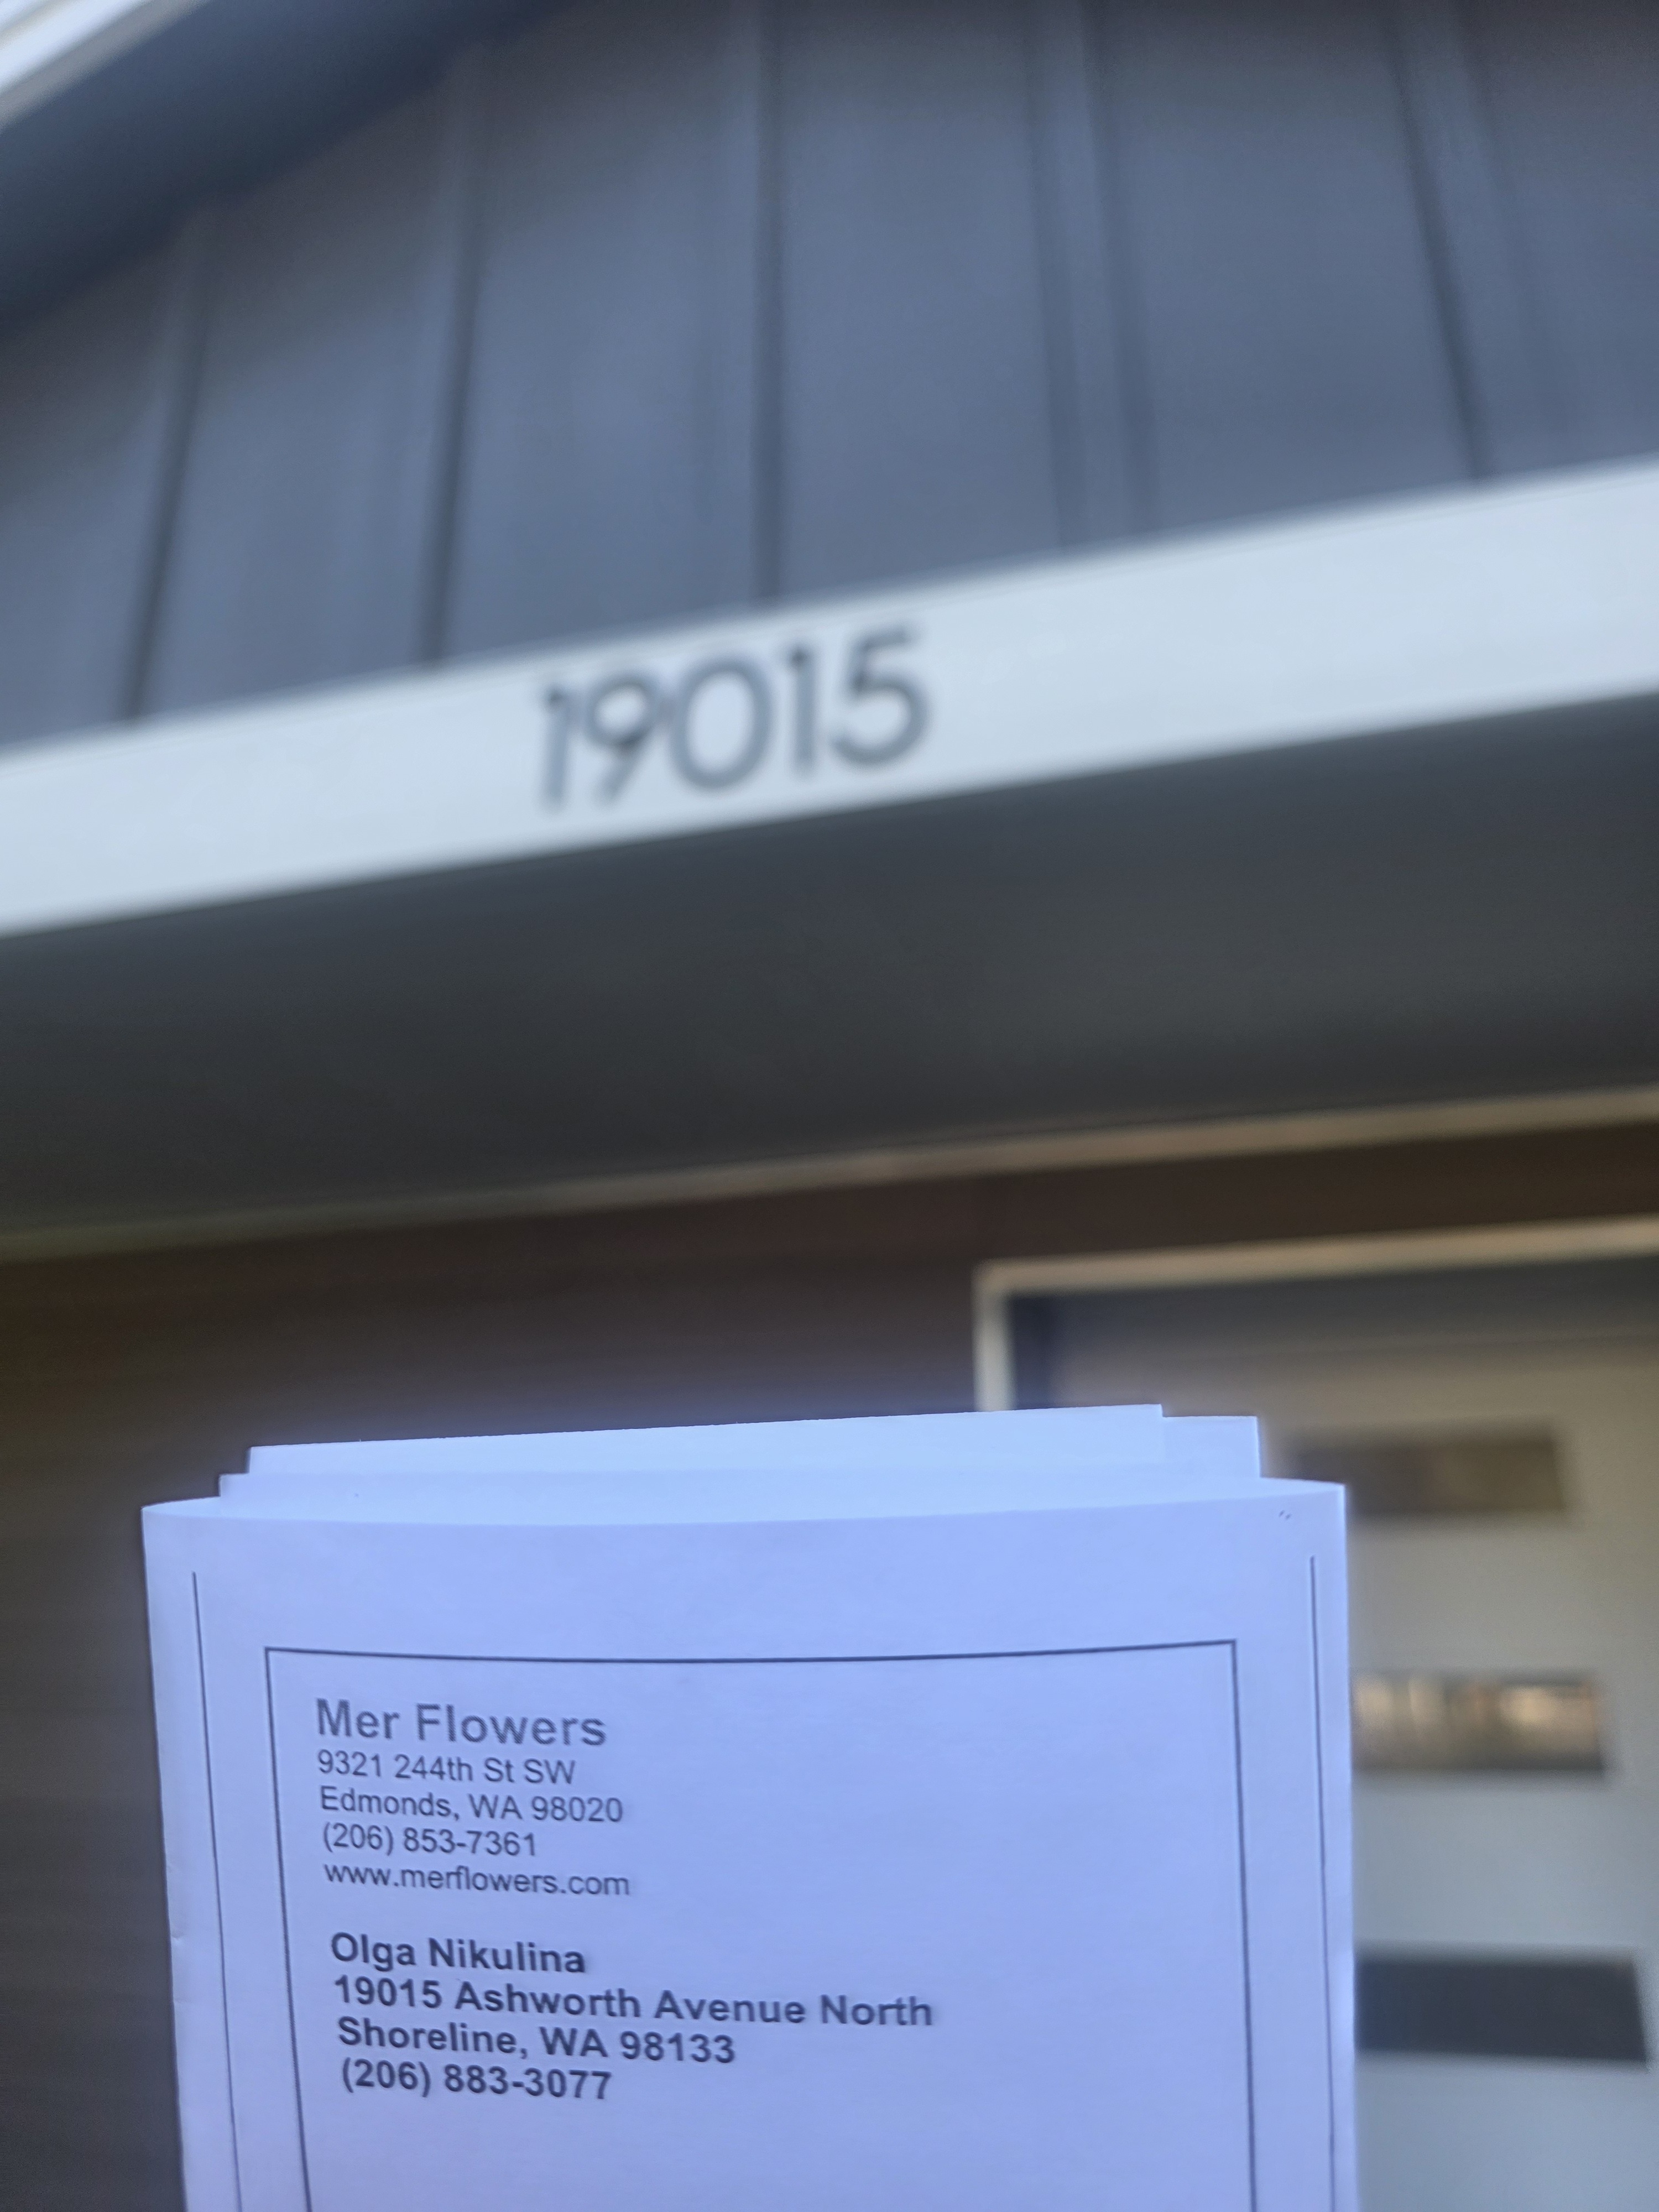 19015
Mer Flowers
9321 244th St SW
Edmonds, WA 98020
(206) 853-7361
www.merflowers.com
Olga Nikulina
19015 Ashworth Avenue North
Shoreline, WA 98133
(206) 883-3077